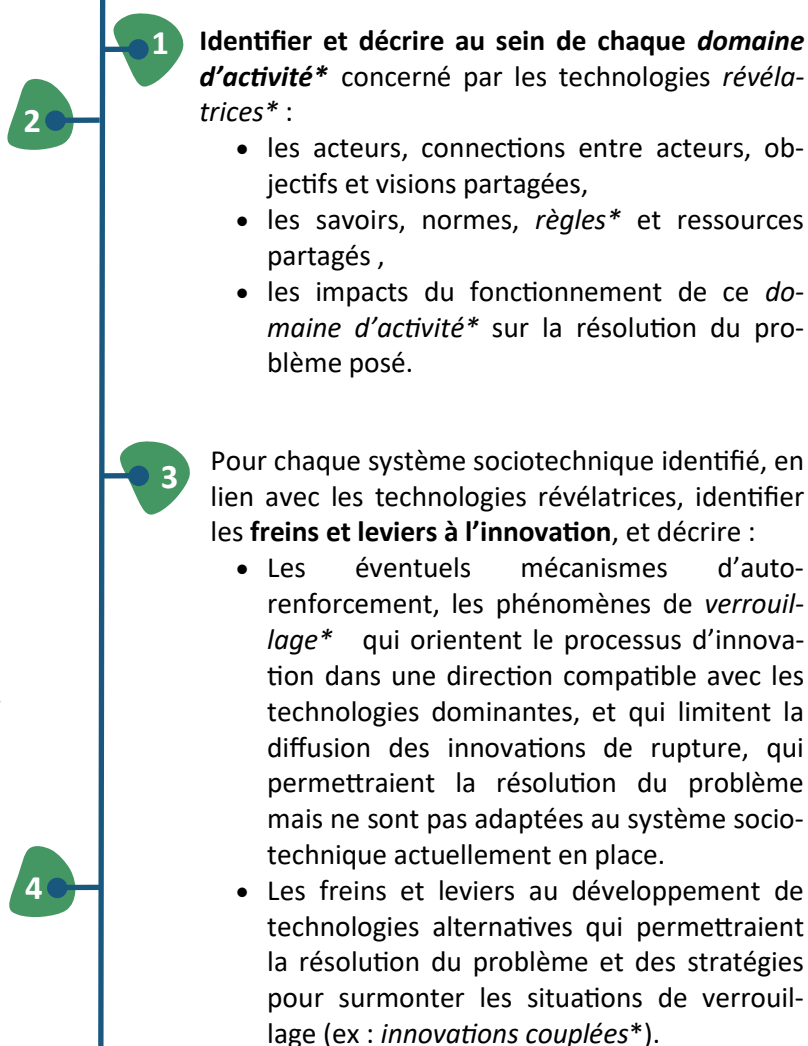 1
Identifier et décrire au sein de chaque domaine
d’activité* concerné par les technologies révéla-
trices* :
2
• les acteurs, connections entre acteurs, ob-
jectifs et visions partagées,
• les savoirs, normes, règles* et ressources
partagés ,
• les impacts du fonctionnement de ce do-
maine d’activité* sur la résolution du pro-
blème posé.
3
Pour chaque système sociotechnique identifié, en
lien avec les technologies révélatrices, identifier
les freins et leviers à l’innovation, et décrire :
• Les éventuels mécanismes d’auto-
renforcement, les phénomènes de verrouil-
lage* qui orientent le processus d’innova-
tion dans une direction compatible avec les
technologies dominantes, et qui limitent la
diffusion des innovations de rupture, qui
permettraient la résolution du problème
mais ne sont pas adaptées au système socio-
technique actuellement en place.
4
• Les freins et leviers au développement de
technologies alternatives qui permettraient
la résolution du problème et des stratégies
pour surmonter les situations de verrouil-
lage (ex : innovations couplées*).